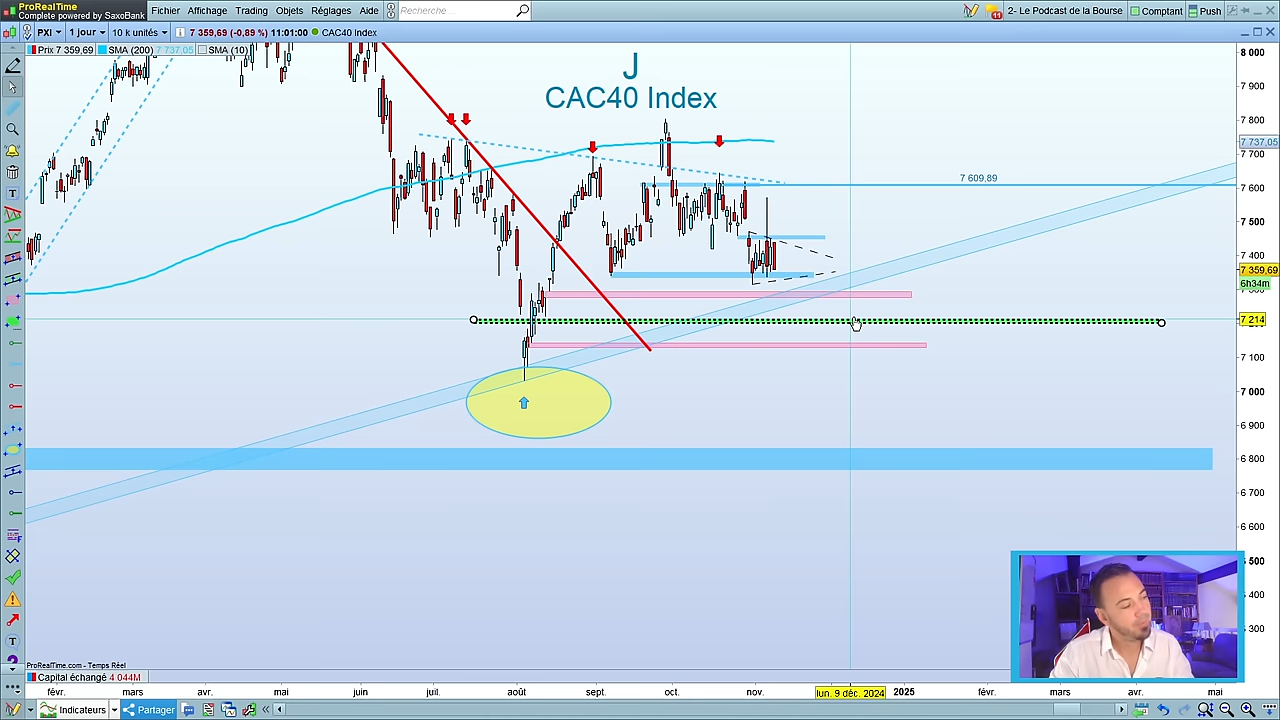 ProRealTime
Complete powered by SaxoBank
Fichier Affichage Trading Objets Réglages Aide
Recherche
11
2- Le Podcast de la Bourse
Comptant
Push
PXI 1 jour 10 k unités 7 359,69 (-0,89 %) 11:01:00 CAC40 Index
Prix 7 359,69 SMA (200) 7 737,05 SMA (10)
J
CAC40 Index
7 609,89
8 000
7 900
7 800
7 737,05
7 700
7 600
7 500
7 400
7 359,69
6h34m
7 214
7 100
7 000
6 900
6 800
6 700
6 600
500
400
300
ProRealTime.com - Temps Réel
Capital échangé 4 044M
févr. mars avr. mai juin juil. août sept. oct. nov. lun. 9 déc. 2024 2025 févr. mars avr. mai
Indicateurs Partager